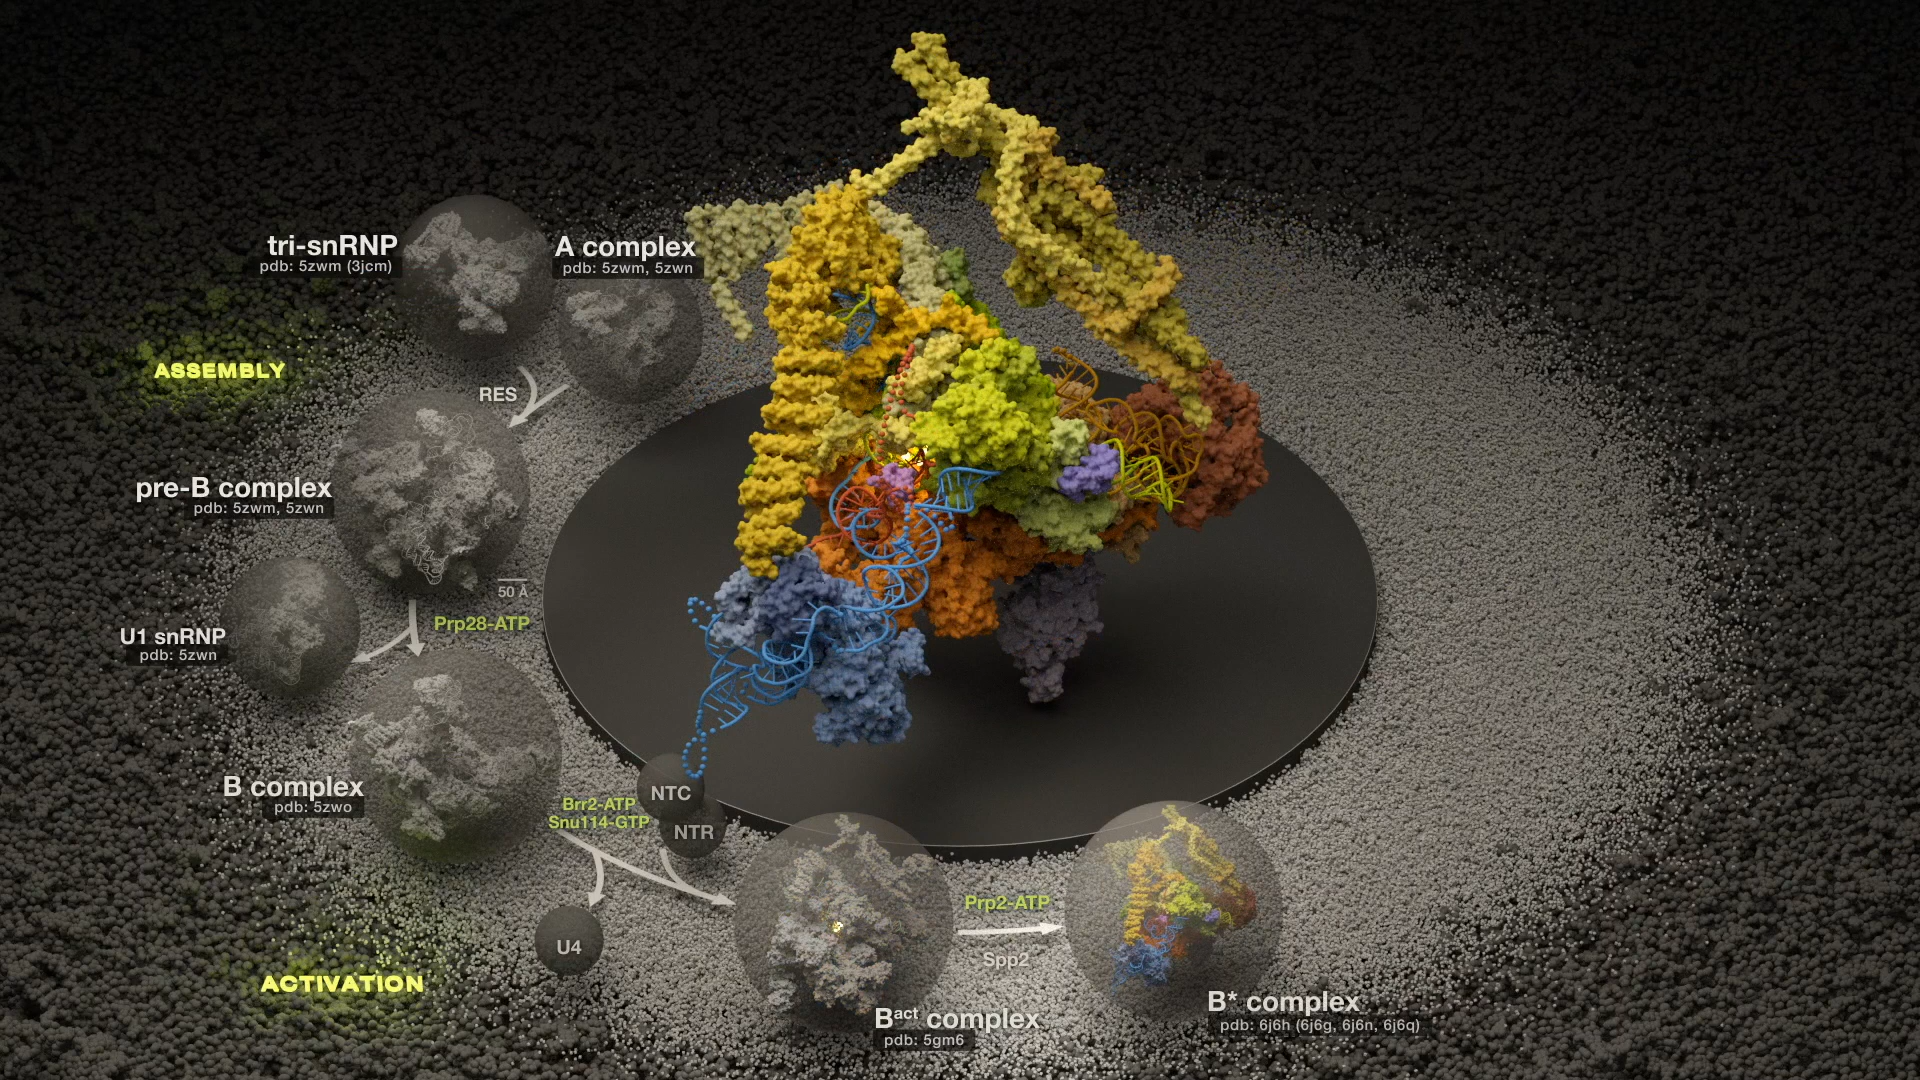 tri-snRNP
pdb: 5zwm (3jcm)
A complex
pdb: 5zwm, 5zwn
ASSEMBLY
RES
pre-B complex
pdb: 5zwm, 5zwn
50 Å
Prp28-ATP
U1 snRNP
pdb: 5zwn
B complex
pdb: 5zwo
Brr2-ATP
Snu114-GTP
NTC
NTR
U4
ACTIVATION
Bact complex
pdb: 5gm6
Prp2-ATP
Spp2
B* complex
pdb: 6j6h (6j6g, 6j6n, 6j6q)